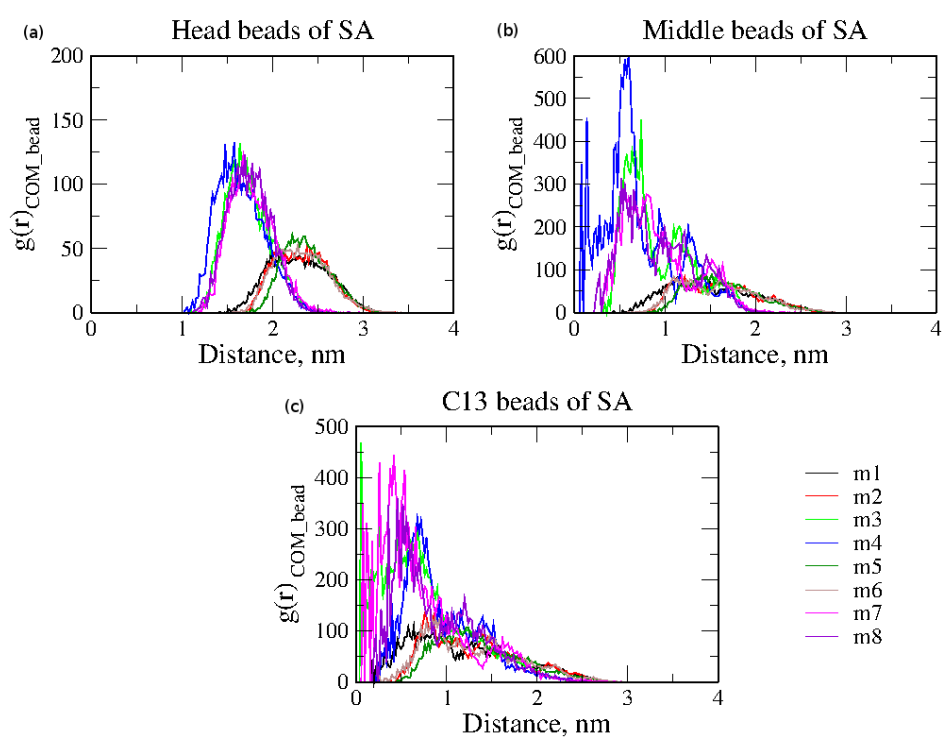 (a) Head beads of SA
200
150
100
50
0
0 1 2 3 4
g(r)COM_bead
Distance, nm
(b) Middle beads of SA
600
500
400
300
200
100
0
0 1 2 3 4
g(r)COM_bead
Distance, nm
(c) C13 beads of SA
500
400
300
200
100
0
0 1 2 3 4
g(r)COM_bead
Distance, nm
m1
m2
m3
m4
m5
m6
m7
m8